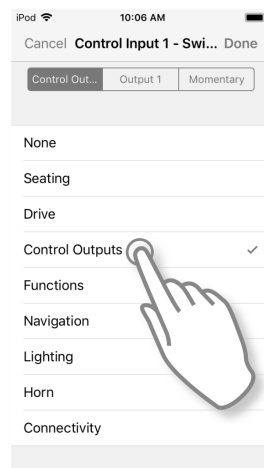 iPod 10:06 AM
Cancel Control Input 1 - Swi... Done
Control Out... Output 1 Momentary
None
Seating
Drive
Control Outputs
Functions
Navigation
Lighting
Horn
Connectivity